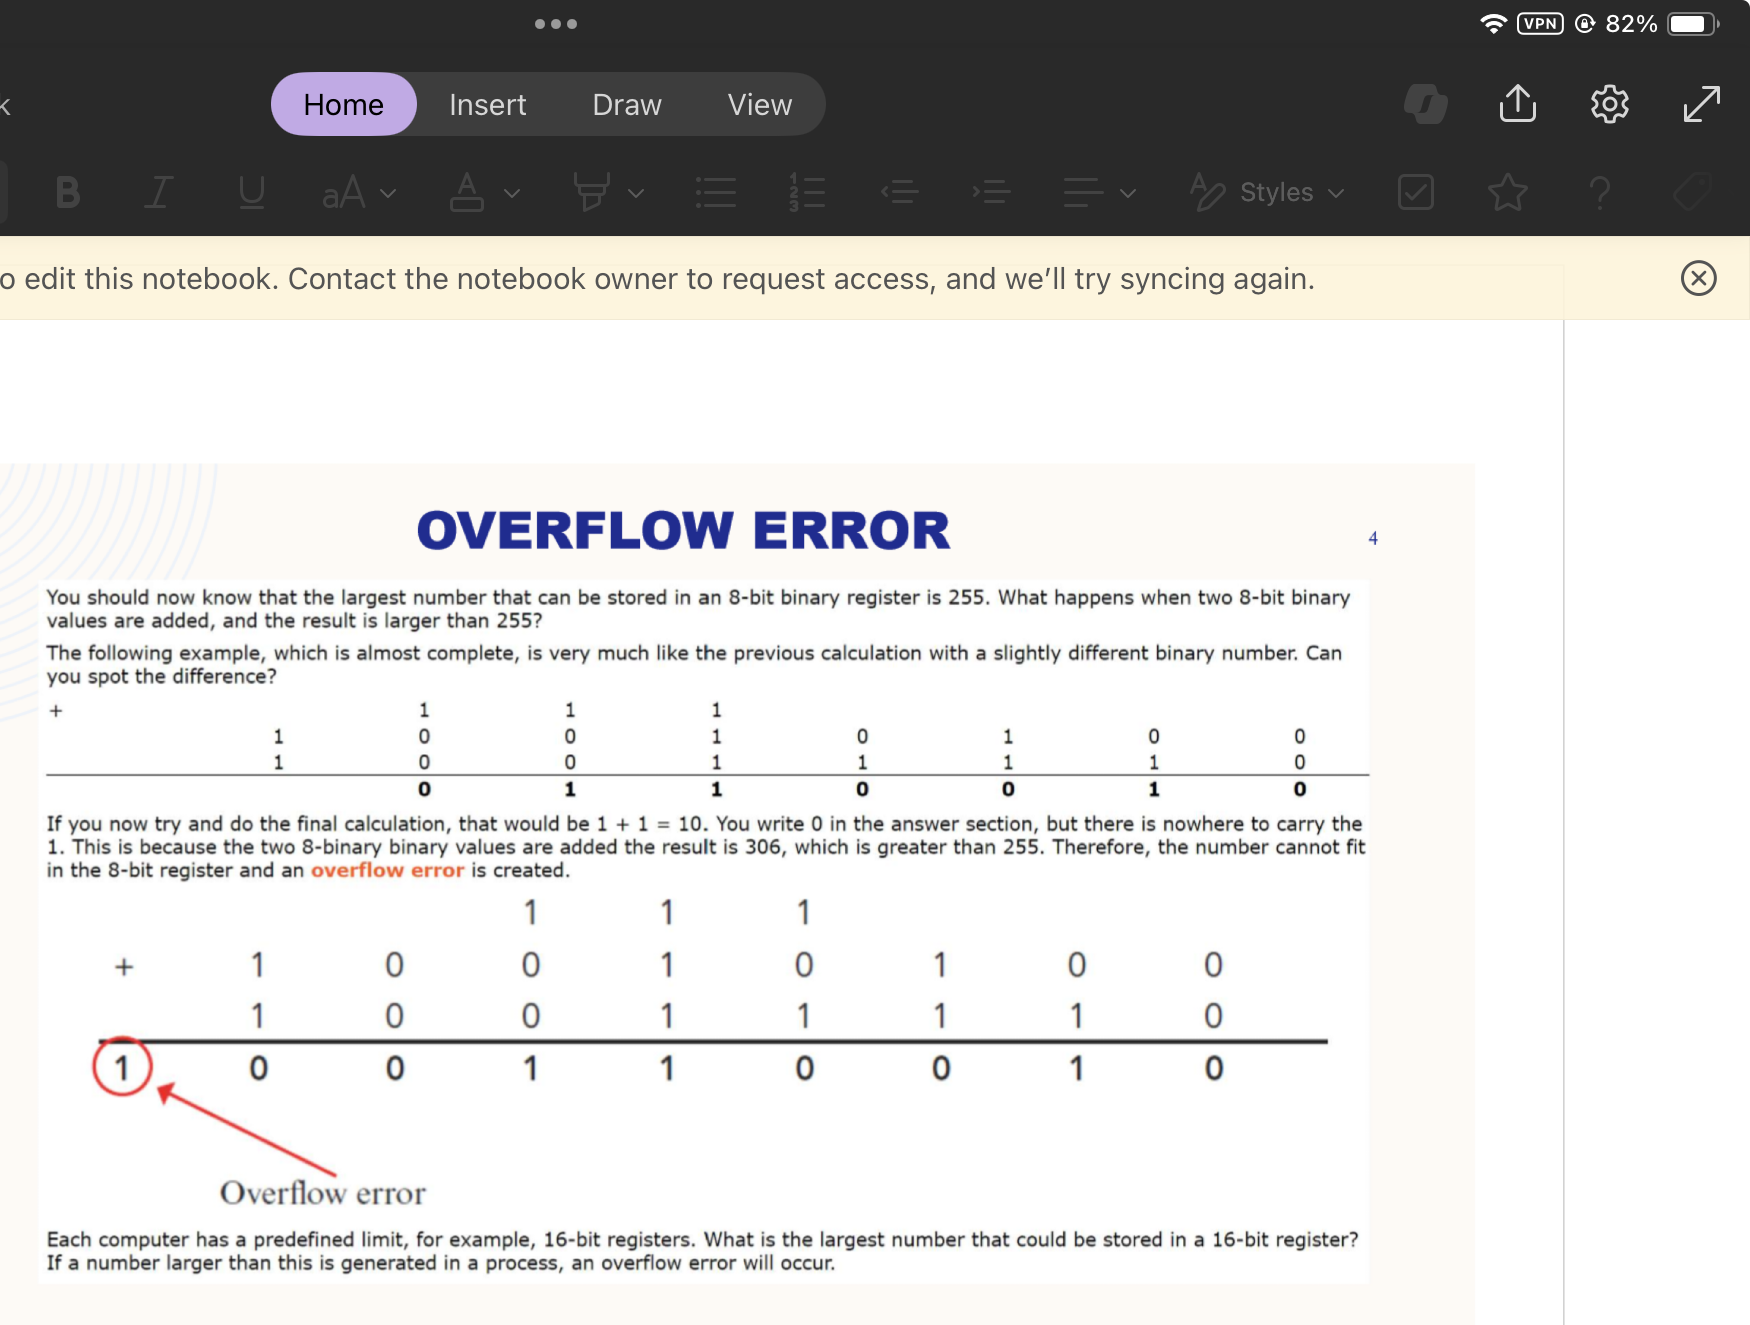 VPN 82%
k Home Insert Draw View
B I U aA A Styles ?
o edit this notebook. Contact the notebook owner to request access, and we’ll try syncing again.
OVERFLOW ERROR
4
You should now know that the largest number that can be stored in an 8-bit binary register is 255. What happens when two 8-bit binary
values are added, and the result is larger than 255?
The following example, which is almost complete, is very much like the previous calculation with a slightly different binary number. Can
you spot the difference?
+ 1 1 1
1 0 0 1 0 1 0 0
1 0 0 1 1 1 1 0
0 1 1 0 0 1 0
If you now try and do the final calculation, that would be 1 + 1 = 10. You write 0 in the answer section, but there is nowhere to carry the
1. This is because the two 8-binary binary values are added the result is 306, which is greater than 255. Therefore, the number cannot fit
in the 8-bit register and an overflow error is created.
1 1 1
+ 1 0 0 1 0 1 0 0
1 0 0 1 1 1 1 0
1 0 0 1 1 0 0 1 0
Overflow error
Each computer has a predefined limit, for example, 16-bit registers. What is the largest number that could be stored in a 16-bit register?
If a number larger than this is generated in a process, an overflow error will occur.